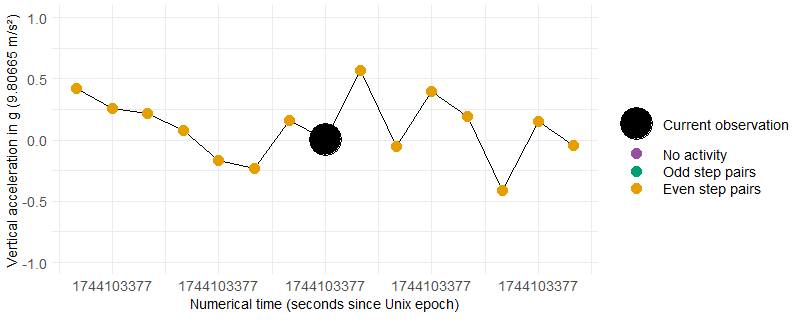 Vertical acceleration in g (9.80665 m/s²)
1.0
0.5
0.0
-0.5
-1.0
1744103377 1744103377 1744103377 1744103377 1744103377
Numerical time (seconds since Unix epoch)
Current observation
No activity
Odd step pairs
Even step pairs